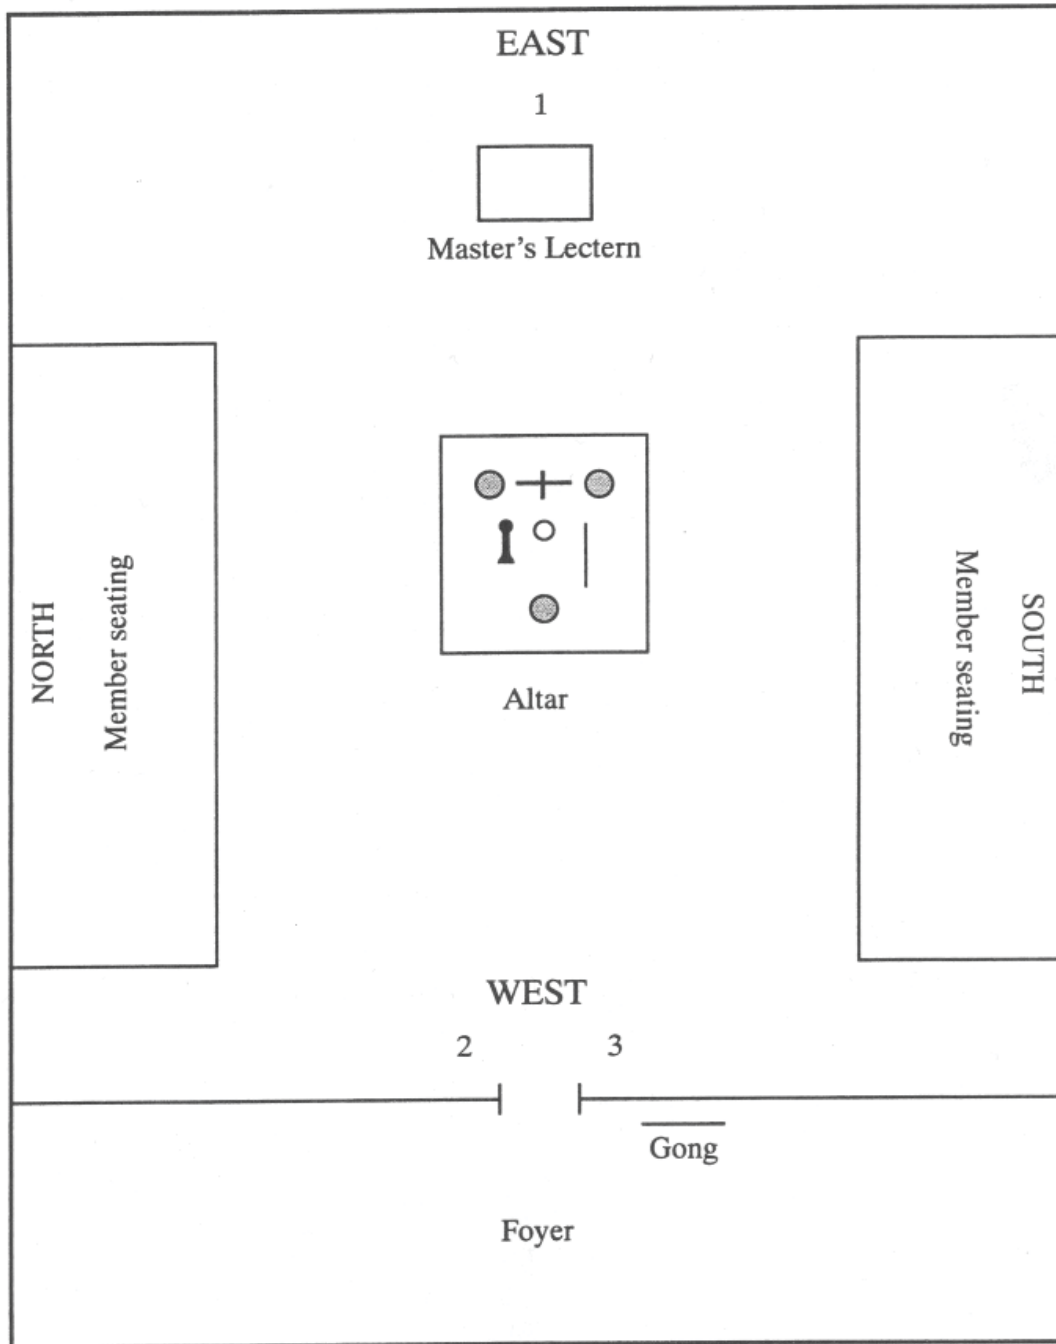 EAST
1
Master's Lectern
NORTH
Member seating
Member seating
SOUTH
Altar
WEST
2 3
Gong
Foyer